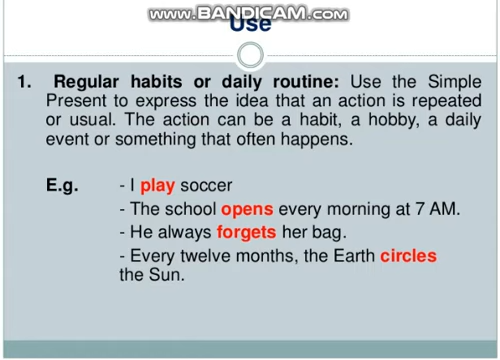 www.BANDICAM.com
Use
1. Regular habits or daily routine: Use the Simple
Present to express the idea that an action is repeated
or usual. The action can be a habit, a hobby, a daily
event or something that often happens.
E.g. - I play soccer
- The school opens every morning at 7 AM.
- He always forgets her bag.
- Every twelve months, the Earth circles
the Sun.